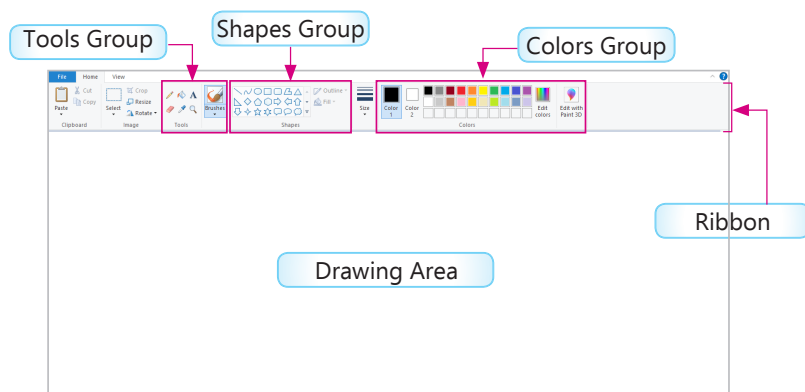 Tools Group
Shapes Group
Colors Group
File Home View
Cut
Copy
Paste
Clipboard
Crop
Resize
Rotate
Select
Image
A
Brushes
Tools
Outline
Fill
Shapes
Size
Color 1
Color 2
Edit colors
Colors
Edit with Paint 3D
?
Ribbon
Drawing Area